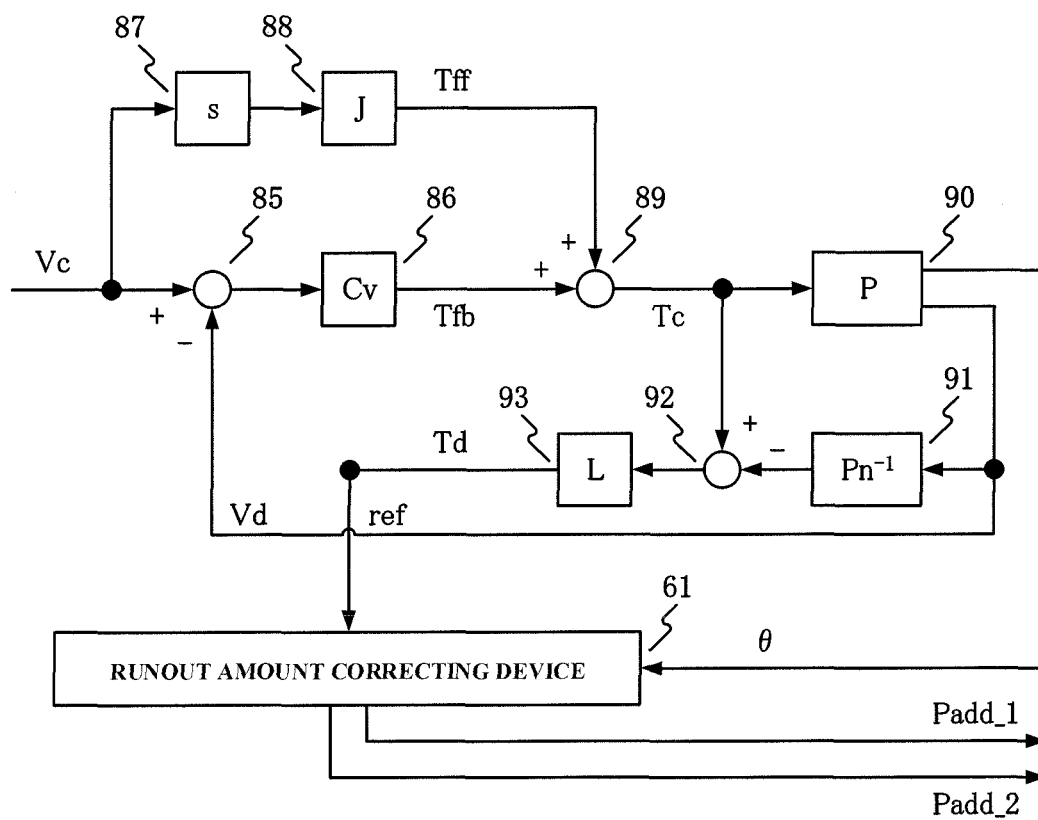 87
88
Tff
s
J
85
86
89
90
Vc
+
−
Cv
Tfb
+
+
Tc
P
93
92
91
Td
L
+
−
Pn⁻¹
Vd
ref
61
RUNOUT AMOUNT CORRECTING DEVICE
θ
Padd_1
Padd_2